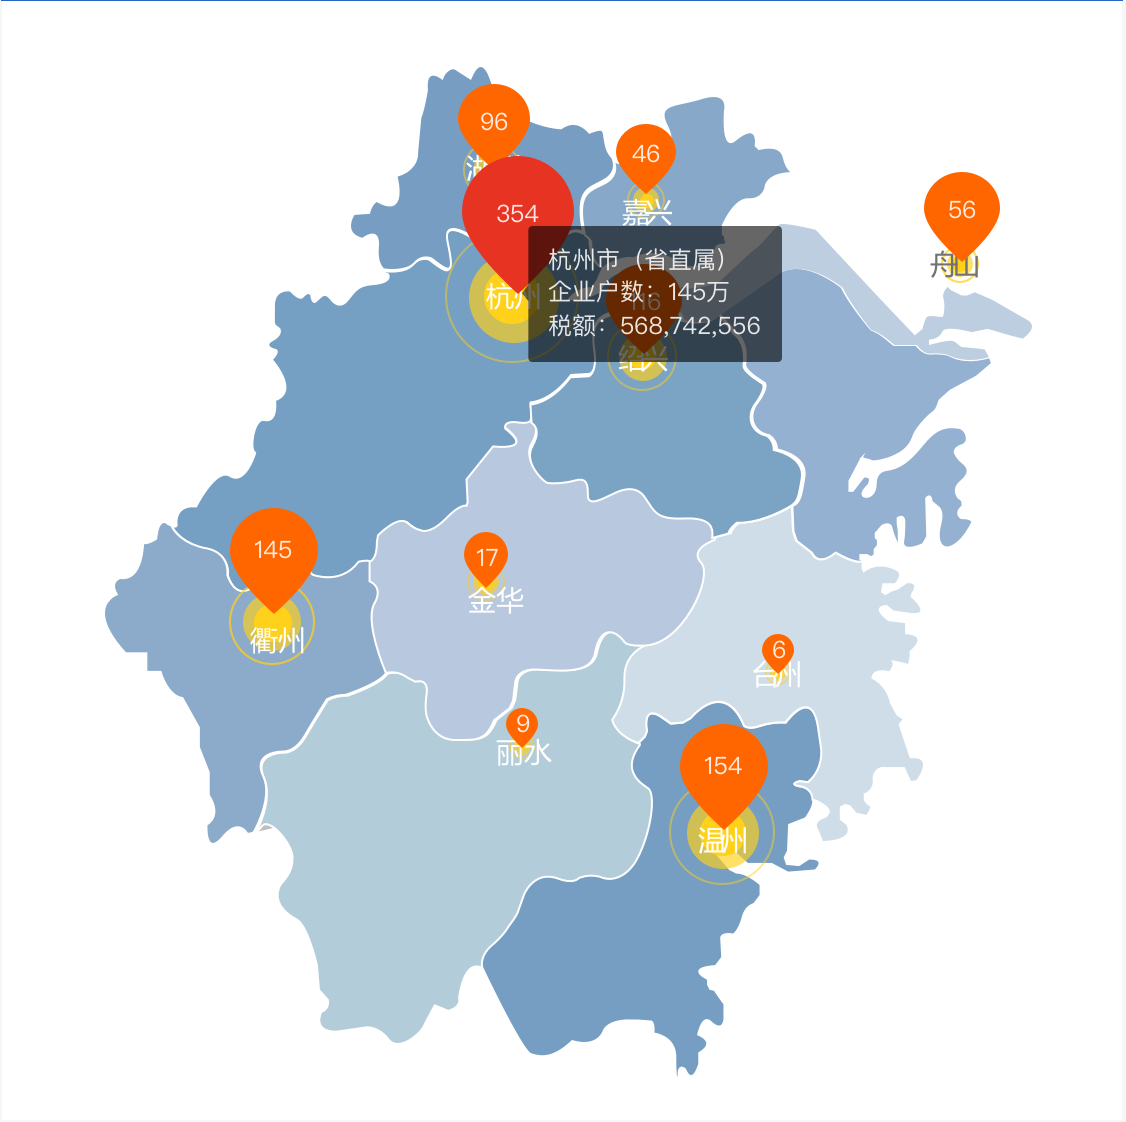 96
湖
46
嘉兴
56
舟山
354
杭州
杭州市（省直属）
企业户数：145万
税额：568,742,556
116
绍兴
145
衢州
17
金华
6
台州
9
丽水
154
温州